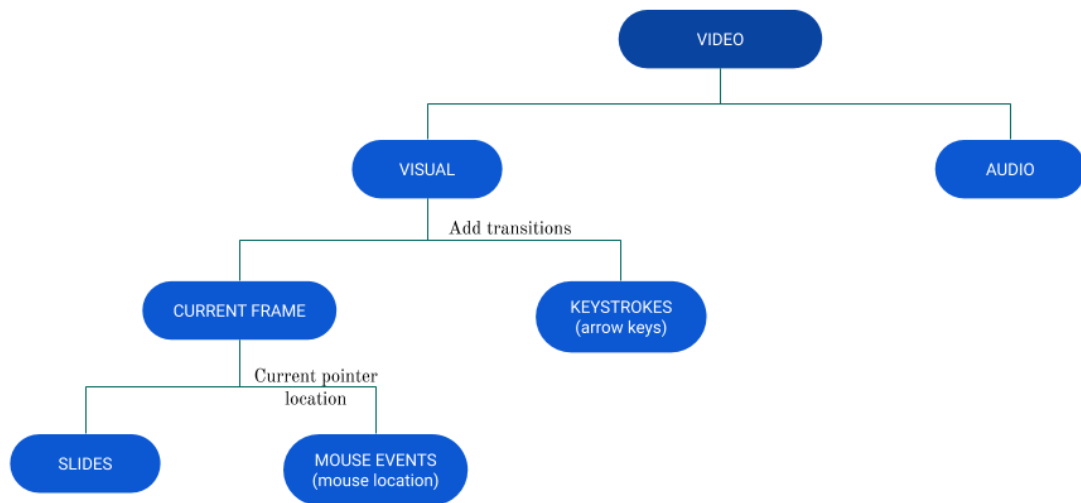 VIDEO
VISUAL
AUDIO
Add transitions
CURRENT FRAME
KEYSTROKES
(arrow keys)
Current pointer
location
SLIDES
MOUSE EVENTS
(mouse location)